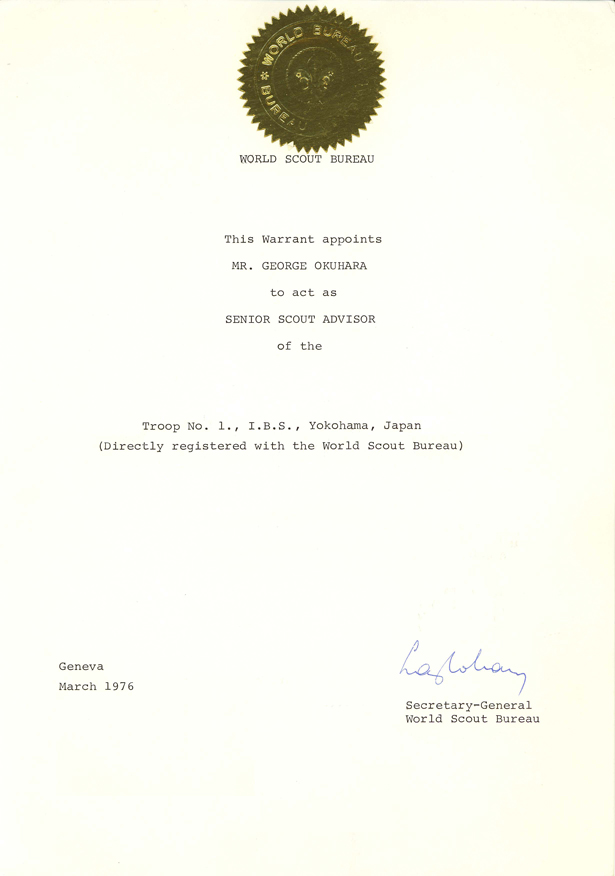 WORLD BUREAU
BUREAU
WORLD SCOUT BUREAU
This Warrant appoints
MR. GEORGE OKUHARA
to act as
SENIOR SCOUT ADVISOR
of the
Troop No. 1., I.B.S., Yokohama, Japan
(Directly registered with the World Scout Bureau)
Geneva
March 1976
Secretary-General
World Scout Bureau